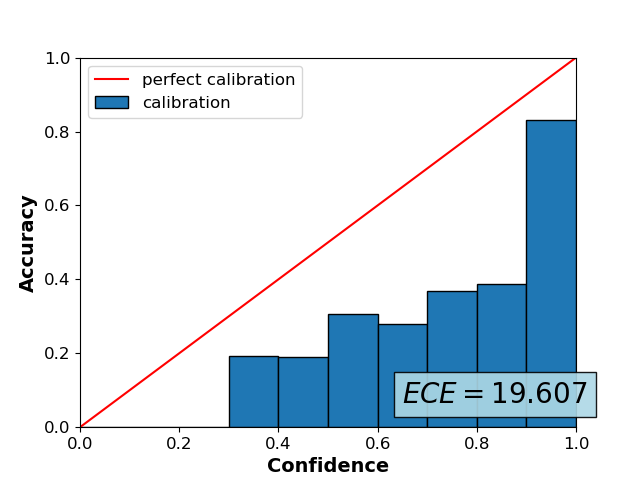 perfect calibration
calibration
Accuracy
1.0
0.8
0.6
0.4
0.2
0.0
ECE = 19.607
0.0 0.2 0.4 0.6 0.8 1.0
Confidence